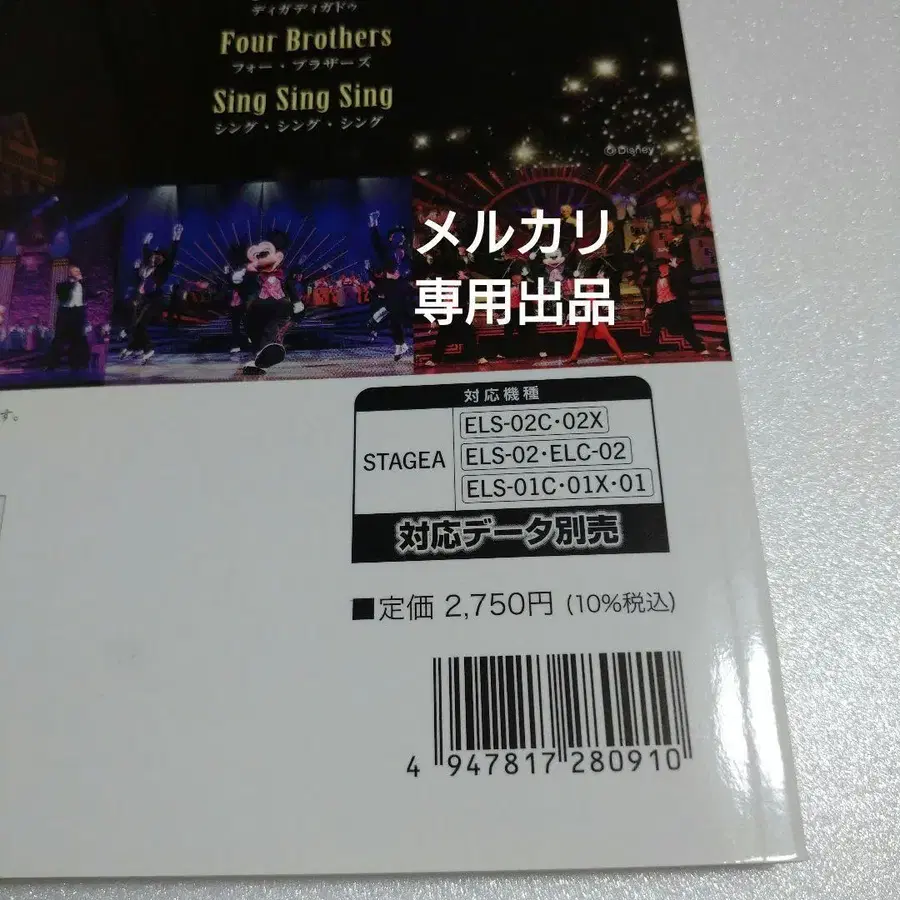 ディガディガドゥ
Four Brothers
フォー・ブラザーズ
Sing Sing Sing
シング・シング・シング
©Disney
メルカリ
専用出品
す。
対応機種
STAGEA
ELS-02C・02X
ELS-02・ELC-02
ELS-01C・01X・01
対応データ別売
■定価 2,750円 (10%税込)
4 947817 280910